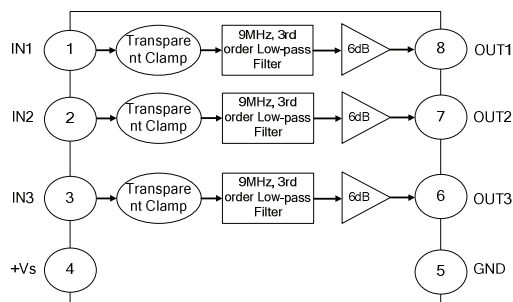 IN1
1
Transpare
nt Clamp
9MHz, 3rd
order Low-pass
Filter
6dB
8
OUT1
IN2
2
Transpare
nt Clamp
9MHz, 3rd
order Low-pass
Filter
6dB
7
OUT2
IN3
3
Transpare
nt Clamp
9MHz, 3rd
order Low-pass
Filter
6dB
6
OUT3
+Vs
4
5
GND